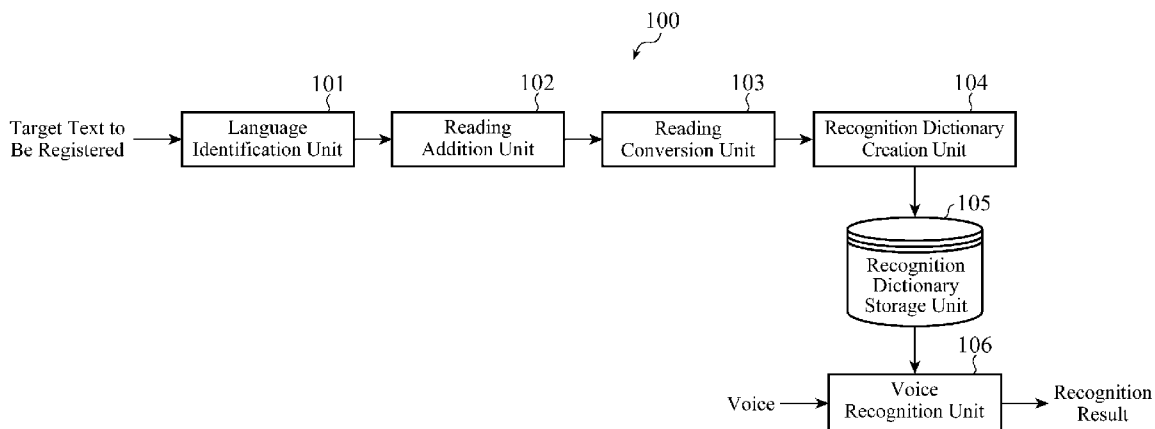 100
101
102
103
104
Target Text to
Be Registered
Language
Identification Unit
Reading
Addition Unit
Reading
Conversion Unit
Recognition Dictionary
Creation Unit
105
Recognition
Dictionary
Storage Unit
106
Voice
Voice
Recognition Unit
Recognition
Result